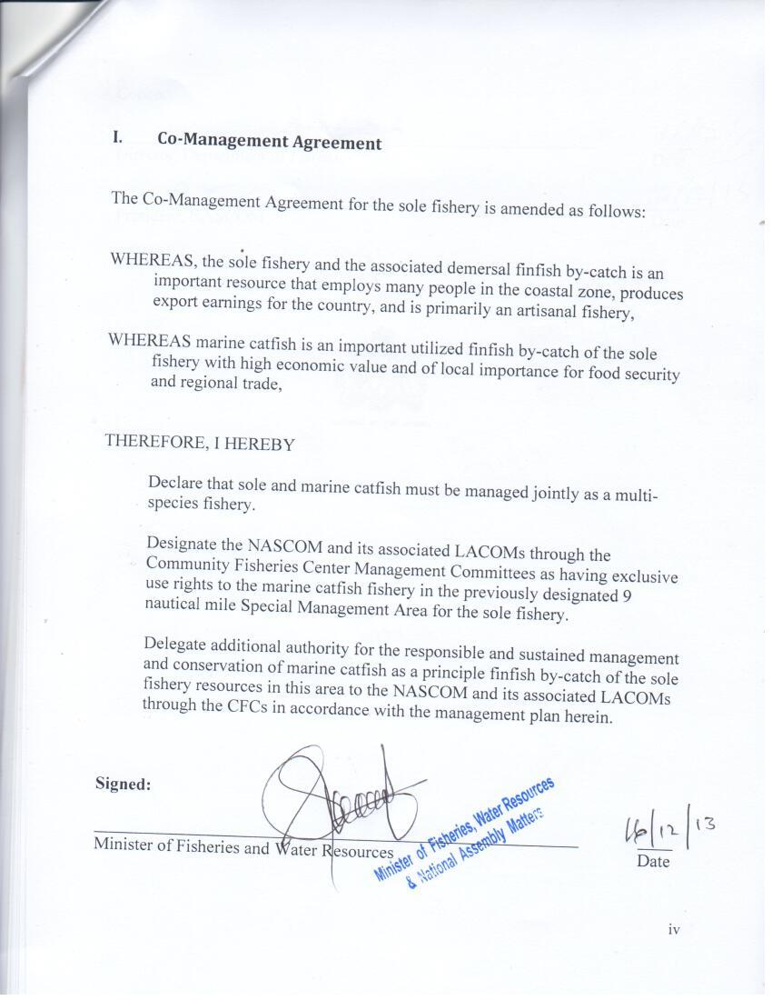 I. Co-Management Agreement
The Co-Management Agreement for the sole fishery is amended as follows:
WHEREAS, the sole fishery and the associated demersal finfish by-catch is an
important resource that employs many people in the coastal zone, produces
export earnings for the country, and is primarily an artisanal fishery,
WHEREAS marine catfish is an important utilized finfish by-catch of the sole
fishery with high economic value and of local importance for food security
and regional trade,
THEREFORE, I HEREBY
Declare that sole and marine catfish must be managed jointly as a multi-
species fishery.
Designate the NASCOM and its associated LACOMs through the
Community Fisheries Center Management Committees as having exclusive
use rights to the marine catfish fishery in the previously designated 9
nautical mile Special Management Area for the sole fishery.
Delegate additional authority for the responsible and sustained management
and conservation of marine catfish as a principle finfish by-catch of the sole
fishery resources in this area to the NASCOM and its associated LACOMs
through the CFCs in accordance with the management plan herein.
Signed:
Minister of Fisheries and Water Resources
Minister of Fisheries, Water Resources
& National Assembly Matters
16/12/13
Date
iv